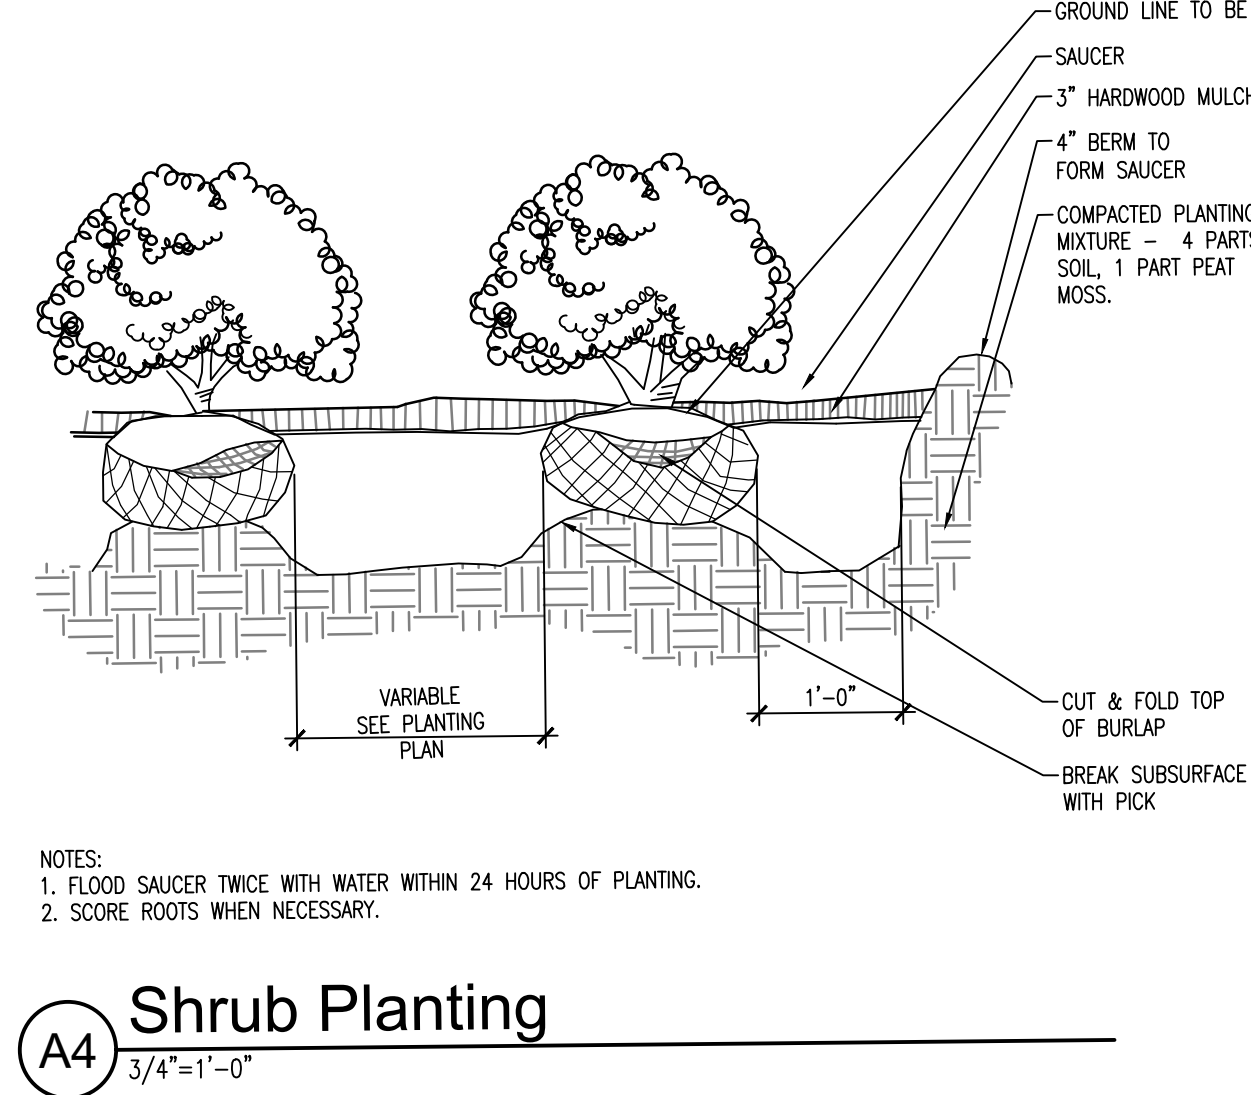 GROUND LINE TO BE
SAUCER
3" HARDWOOD MULCH
4" BERM TO
FORM SAUCER
COMPACTED PLANTING
MIXTURE – 4 PARTS
SOIL, 1 PART PEAT
MOSS.
VARIABLE
SEE PLANTING
PLAN
1'–0"
CUT & FOLD TOP
OF BURLAP
BREAK SUBSURFACE
WITH PICK
NOTES:
1. FLOOD SAUCER TWICE WITH WATER WITHIN 24 HOURS OF PLANTING.
2. SCORE ROOTS WHEN NECESSARY.
A4
Shrub Planting
3/4"=1'–0"